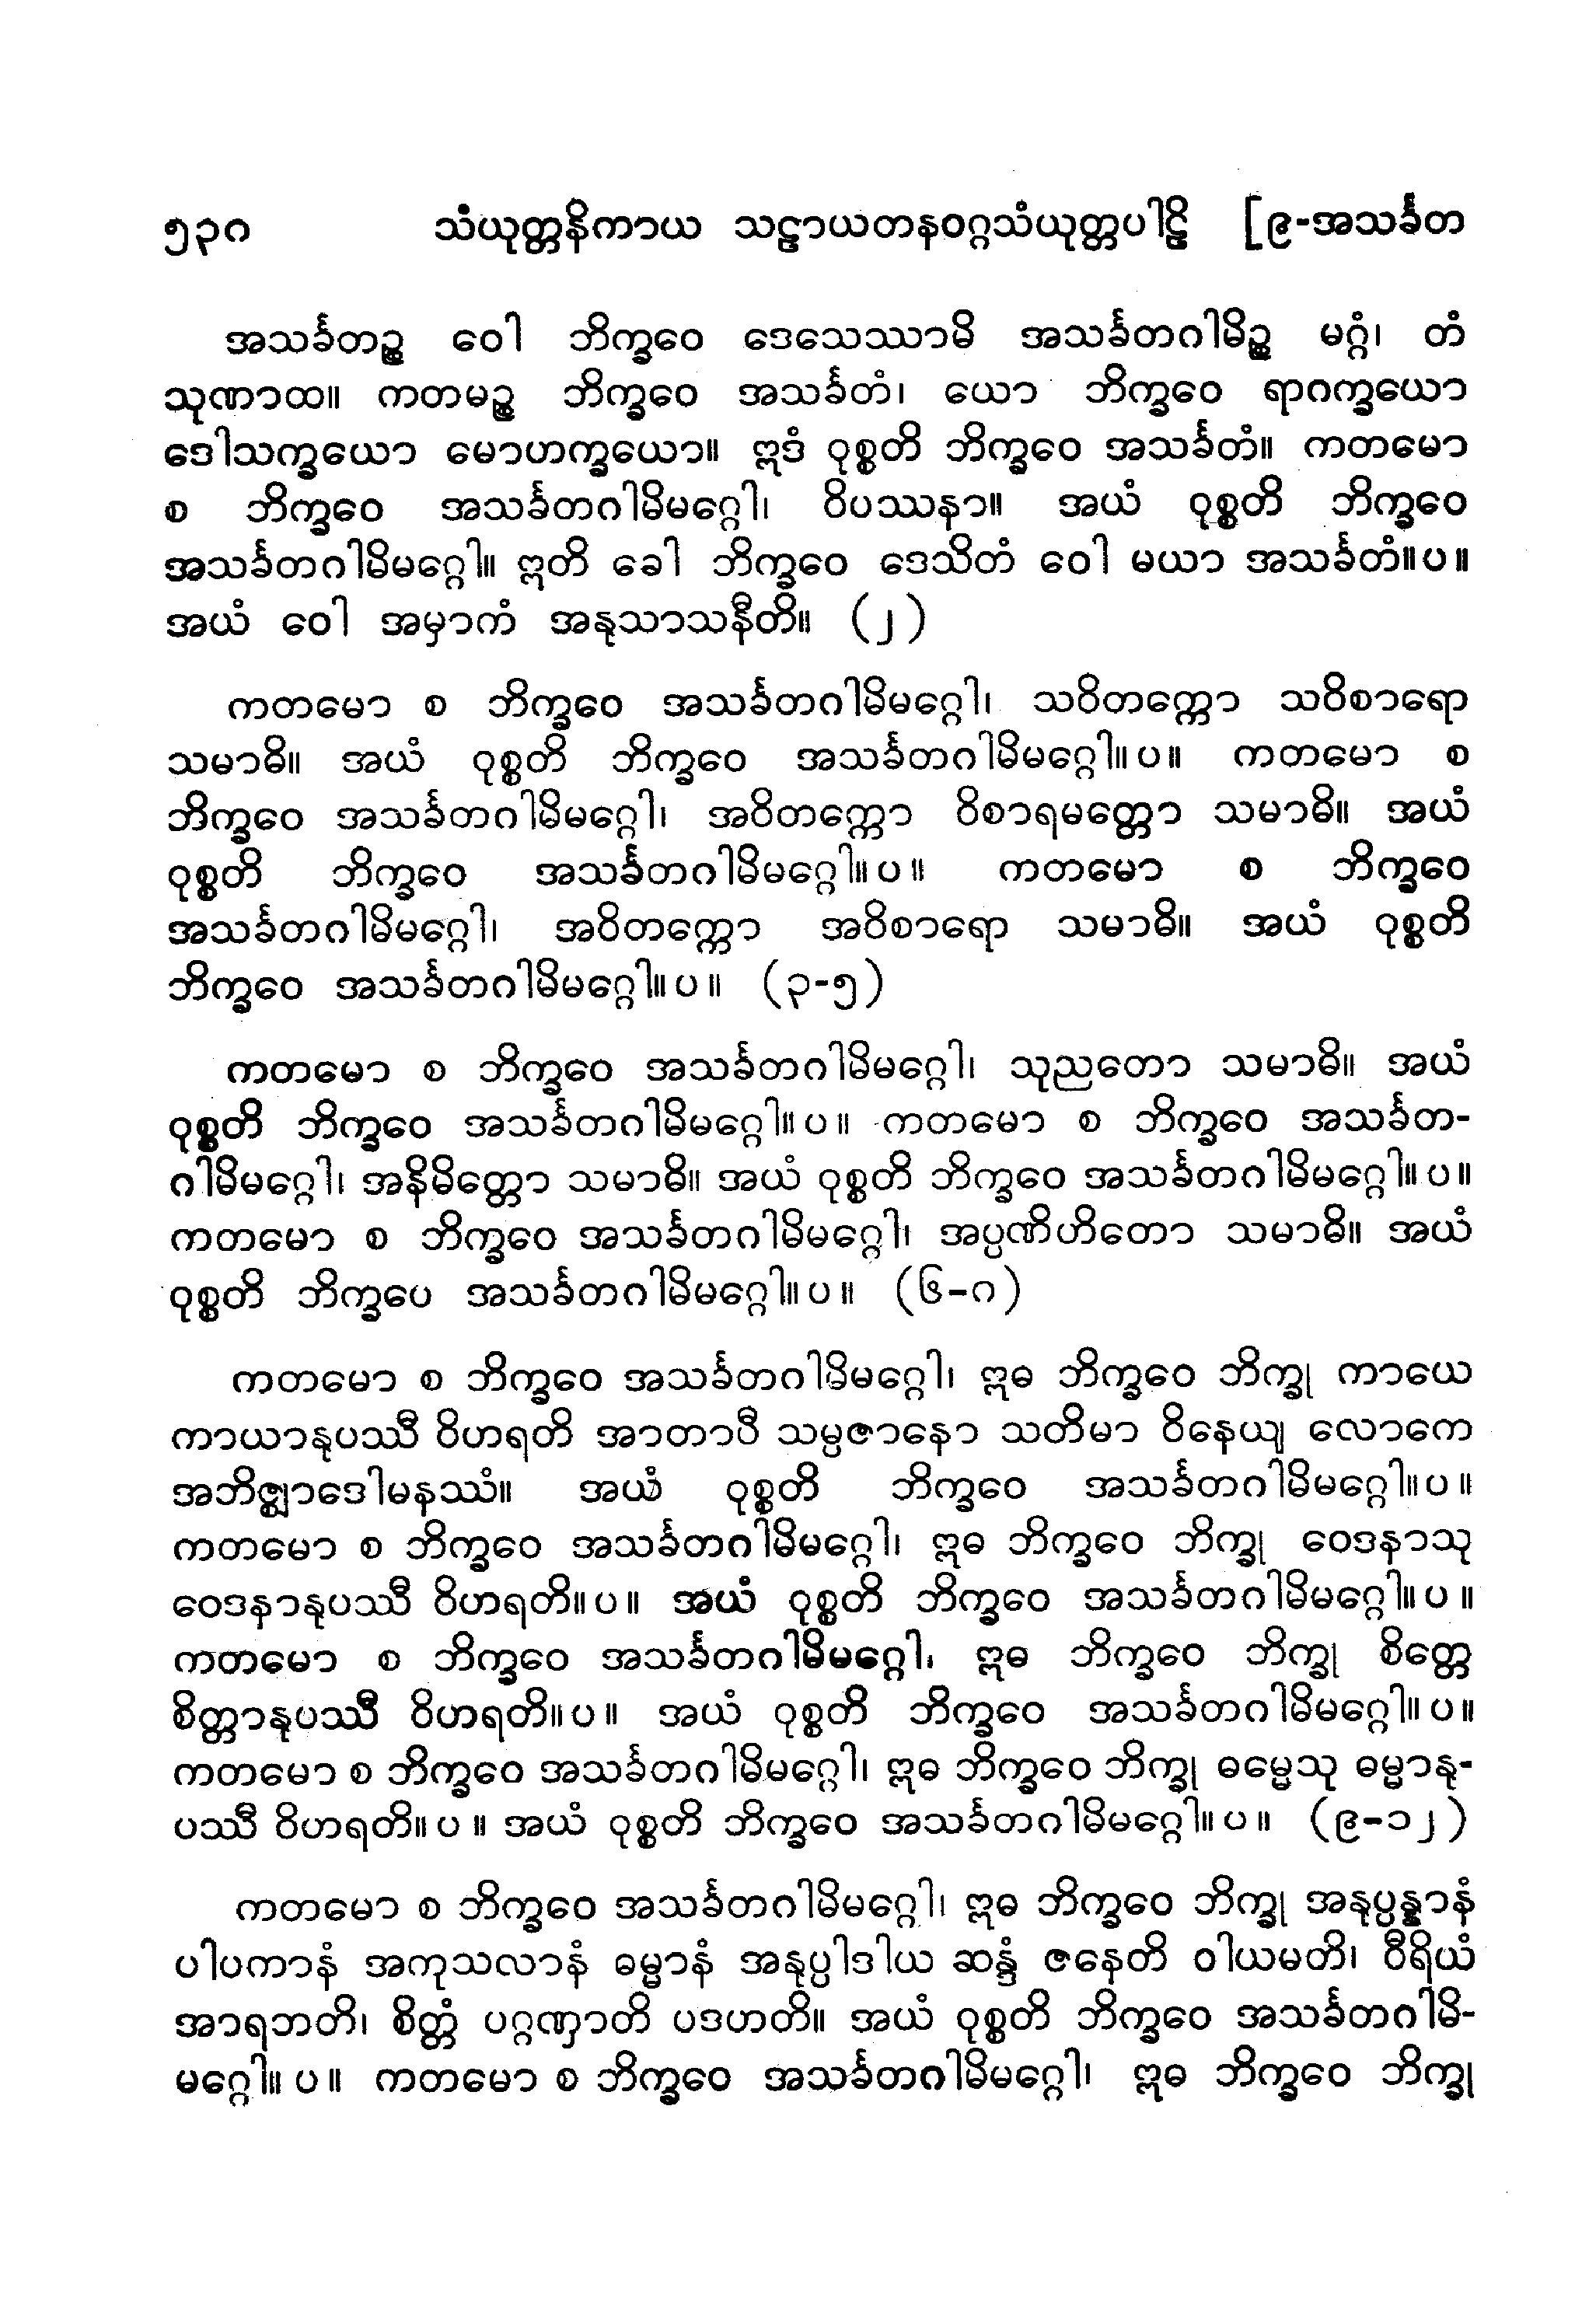 ၅၃၈ သံယုတ္တနိကာယ သဠာယတနဝဂ္ဂသံယုတ္တပါဠိ [၉-အသင်္ခတ
အသင်္ခတဉ္စ ဝေါ ဘိက္ခဝေ ဒေသေဿာမိ အသင်္ခတဂါမိဉ္စ မဂ္ဂံ၊ တံ
သုဏာထ။ ကတမဉ္စ ဘိက္ခဝေ အသင်္ခတံ၊ ယော ဘိက္ခဝေ ရာဂက္ခယော
ဒေါသက္ခယော မောဟက္ခယော။ ဣဒံ ဝုစ္စတိ ဘိက္ခဝေ အသင်္ခတံ။ ကတမော
စ ဘိက္ခဝေ အသင်္ခတဂါမိမဂ္ဂေါ၊ ဝိပဿနာ။ အယံ ဝုစ္စတိ ဘိက္ခဝေ
အသင်္ခတဂါမိမဂ္ဂေါ။ ဣတိ ခေါ ဘိက္ခဝေ ဒေသိတံ ဝေါ မယာ အသင်္ခတံ။ပ။
အယံ ဝေါ အမှာကံ အနုသာသနီတိ။ (၂)
ကတမော စ ဘိက္ခဝေ အသင်္ခတဂါမိမဂ္ဂေါ၊ သဝိတက္ကော သဝိစာရော
သမာဓိ။ အယံ ဝုစ္စတိ ဘိက္ခဝေ အသင်္ခတဂါမိမဂ္ဂေါ။ပ။ ကတမော စ
ဘိက္ခဝေ အသင်္ခတဂါမိမဂ္ဂေါ၊ အဝိတက္ကော ဝိစာရမတ္တော သမာဓိ။ အယံ
ဝုစ္စတိ ဘိက္ခဝေ အသင်္ခတဂါမိမဂ္ဂေါ။ပ။ ကတမော စ ဘိက္ခဝေ
အသင်္ခတဂါမိမဂ္ဂေါ၊ အဝိတက္ကော အဝိစာရော သမာဓိ။ အယံ ဝုစ္စတိ
ဘိက္ခဝေ အသင်္ခတဂါမိမဂ္ဂေါ။ပ။ (၃-၅)
ကတမော စ ဘိက္ခဝေ အသင်္ခတဂါမိမဂ္ဂေါ၊ သုညတော သမာဓိ။ အယံ
ဝုစ္စတိ ဘိက္ခဝေ အသင်္ခတဂါမိမဂ္ဂေါ။ပ။ ကတမော စ ဘိက္ခဝေ အသင်္ခတ-
ဂါမိမဂ္ဂေါ၊ အနိမိတ္တော သမာဓိ။ အယံ ဝုစ္စတိ ဘိက္ခဝေ အသင်္ခတဂါမိမဂ္ဂေါ။ပ။
ကတမော စ ဘိက္ခဝေ အသင်္ခတဂါမိမဂ္ဂေါ၊ အပ္ပဏိဟိတော သမာဓိ။ အယံ
ဝုစ္စတိ ဘိက္ခပေ အသင်္ခတဂါမိမဂ္ဂေါ။ပ။ (၆-၈)
ကတမော စ ဘိက္ခဝေ အသင်္ခတဂါမိမဂ္ဂေါ၊ ဣဓ ဘိက္ခဝေ ဘိက္ခု ကာယေ
ကာယာနုပဿီ ဝိဟရတိ အာတာပီ သမ္ပဇာနော သတိမာ ဝိနေယျ လောကေ
အဘိဇ္ဈာဒေါမနဿံ။ အယံ ဝုစ္စတိ ဘိက္ခဝေ အသင်္ခတဂါမိမဂ္ဂေါ။ပ။
ကတမော စ ဘိက္ခဝေ အသင်္ခတဂါမိမဂ္ဂေါ၊ ဣဓ ဘိက္ခဝေ ဘိက္ခု ဝေဒနာသု
ဝေဒနာနုပဿီ ဝိဟရတိ။ပ။ အယံ ဝုစ္စတိ ဘိက္ခဝေ အသင်္ခတဂါမိမဂ္ဂေါ။ပ။
ကတမော စ ဘိက္ခဝေ အသင်္ခတဂါမိမဂ္ဂေါ၊ ဣဓ ဘိက္ခဝေ ဘိက္ခု စိတ္တေ
စိတ္တာနုပဿီ ဝိဟရတိ။ပ။ အယံ ဝုစ္စတိ ဘိက္ခဝေ အသင်္ခတဂါမိမဂ္ဂေါ။ပ။
ကတမော စ ဘိက္ခဝေ အသင်္ခတဂါမိမဂ္ဂေါ၊ ဣဓ ဘိက္ခဝေ ဘိက္ခု ဓမ္မေသု ဓမ္မာနု-
ပဿီ ဝိဟရတိ။ပ။ အယံ ဝုစ္စတိ ဘိက္ခဝေ အသင်္ခတဂါမိမဂ္ဂေါ။ပ။ (၉-၁၂)
ကတမော စ ဘိက္ခဝေ အသင်္ခတဂါမိမဂ္ဂေါ၊ ဣဓ ဘိက္ခဝေ ဘိက္ခု အနုပ္ပန္နာနံ
ပါပကာနံ အကုသလာနံ ဓမ္မာနံ အနုပ္ပါဒါယ ဆန္ဒံ ဇနေတိ ဝါယမတိ၊ ဝီရိယံ
အာရဘတိ၊ စိတ္တံ ပဂ္ဂဏှာတိ ပဒဟတိ။ အယံ ဝုစ္စတိ ဘိက္ခဝေ အသင်္ခတဂါမိ-
မဂ္ဂေါ။ပ။ ကတမော စ ဘိက္ခဝေ အသင်္ခတဂါမိမဂ္ဂေါ၊ ဣဓ ဘိက္ခဝေ ဘိက္ခု